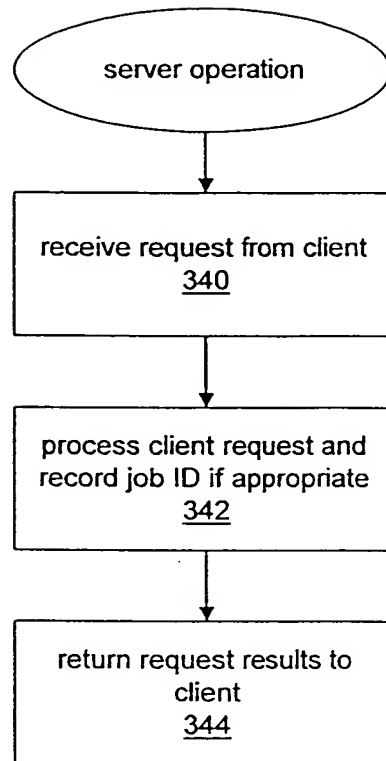 server operation
receive request from client
340
process client request and
record job ID if appropriate
342
return request results to
client
344